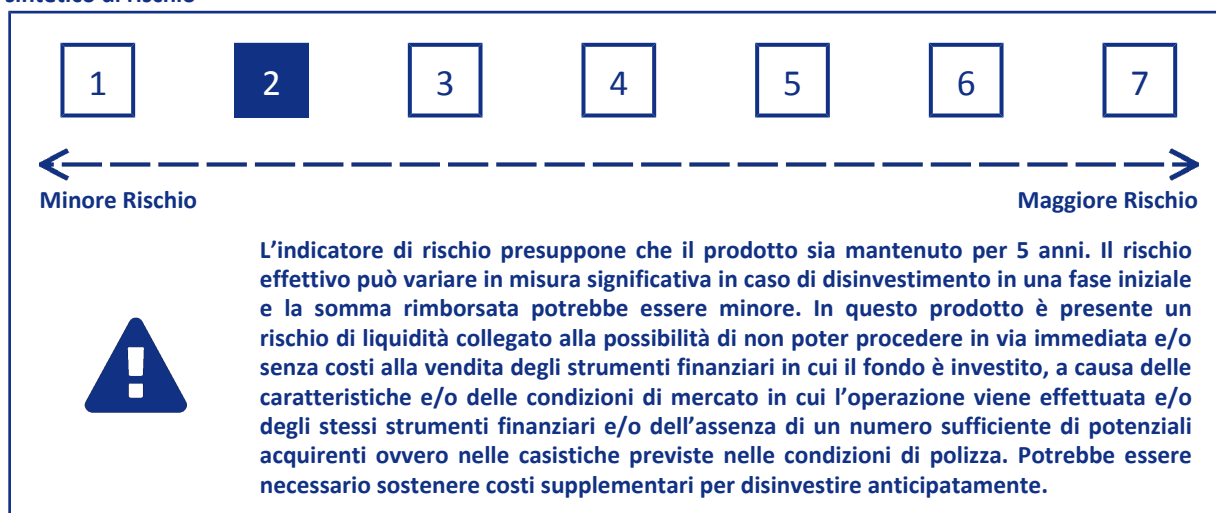 sintetico di rischio
1 2 3 4 5 6 7
Minore Rischio Maggiore Rischio
L’indicatore di rischio presuppone che il prodotto sia mantenuto per 5 anni. Il rischio
effettivo può variare in misura significativa in caso di disinvestimento in una fase iniziale
e la somma rimborsata potrebbe essere minore. In questo prodotto è presente un
rischio di liquidità collegato alla possibilità di non poter procedere in via immediata e/o
senza costi alla vendita degli strumenti finanziari in cui il fondo è investito, a causa delle
caratteristiche e/o delle condizioni di mercato in cui l’operazione viene effettuata e/o
degli stessi strumenti finanziari e/o dell’assenza di un numero sufficiente di potenziali
acquirenti ovvero nelle casistiche previste nelle condizioni di polizza. Potrebbe essere
necessario sostenere costi supplementari per disinvestire anticipatamente.